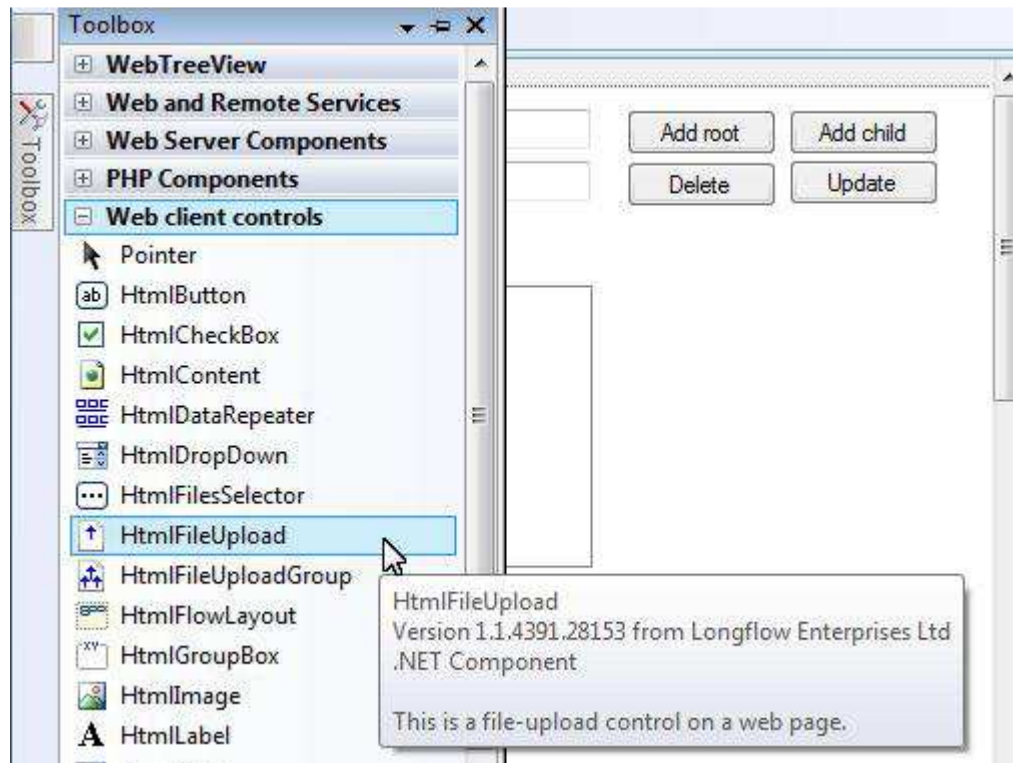 Toolbox
WebTreeView
Web and Remote Services
Web Server Components
PHP Components
Web client controls
Pointer
ab HtmlButton
HtmlCheckBox
HtmlContent
HtmlDataRepeater
HtmlDropDown
HtmlFilesSelector
HtmlFileUpload
HtmlFileUploadGroup
HtmlFlowLayout
XY HtmlGroupBox
HtmlImage
A HtmlLabel
Toolbox
Add root Add child
Delete Update
HtmlFileUpload
Version 1.1.4391.28153 from Longflow Enterprises Ltd
.NET Component
This is a file-upload control on a web page.